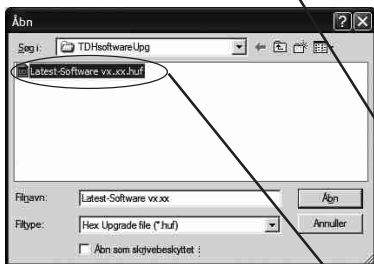 Åbn
Søg i: TDHsoftwareUpg
Latest-Software vx.xx.huf
Filnavn: Latest-Software vx.xx Åbn
Filtype: Hex Upgrade file (*.huf) Annuller
Åbn som skrivebeskyttet